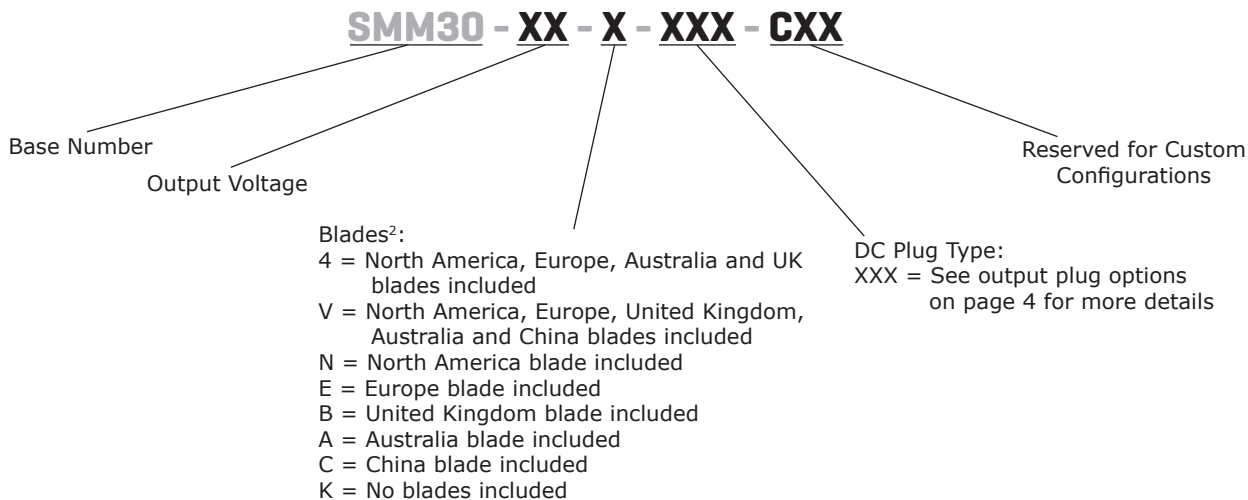 SMM30 - XX - X - XXX - CXX
Base Number
Output Voltage
Blades²:
4 = North America, Europe, Australia and UK
blades included
V = North America, Europe, United Kingdom,
Australia and China blades included
N = North America blade included
E = Europe blade included
B = United Kingdom blade included
A = Australia blade included
C = China blade included
K = No blades included
DC Plug Type:
XXX = See output plug options
on page 4 for more details
Reserved for Custom
Configurations